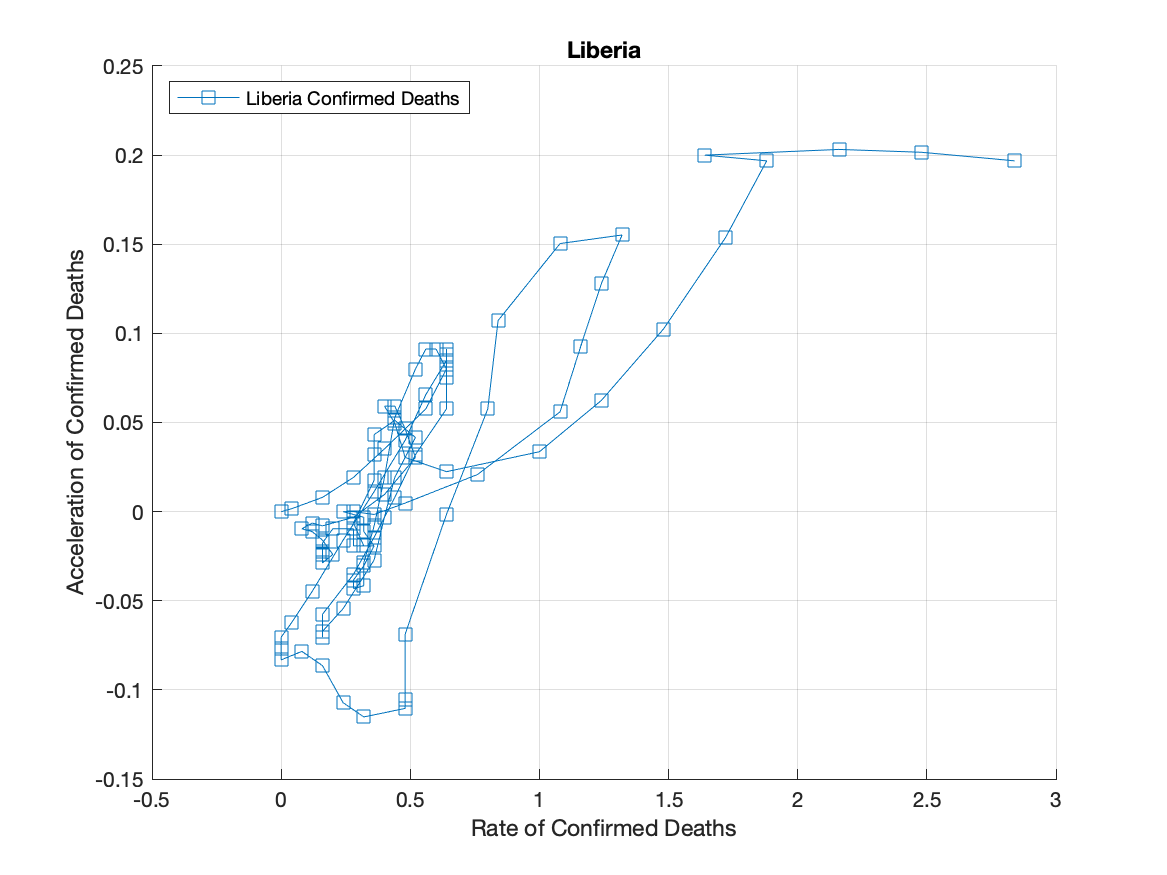 Liberia
0.25
Liberia Confirmed Deaths
0.2
0.15
0.1
0.05
0
-0.05
-0.1
-0.15
Acceleration of Confirmed Deaths
-0.5 0 0.5 1 1.5 2 2.5 3
Rate of Confirmed Deaths